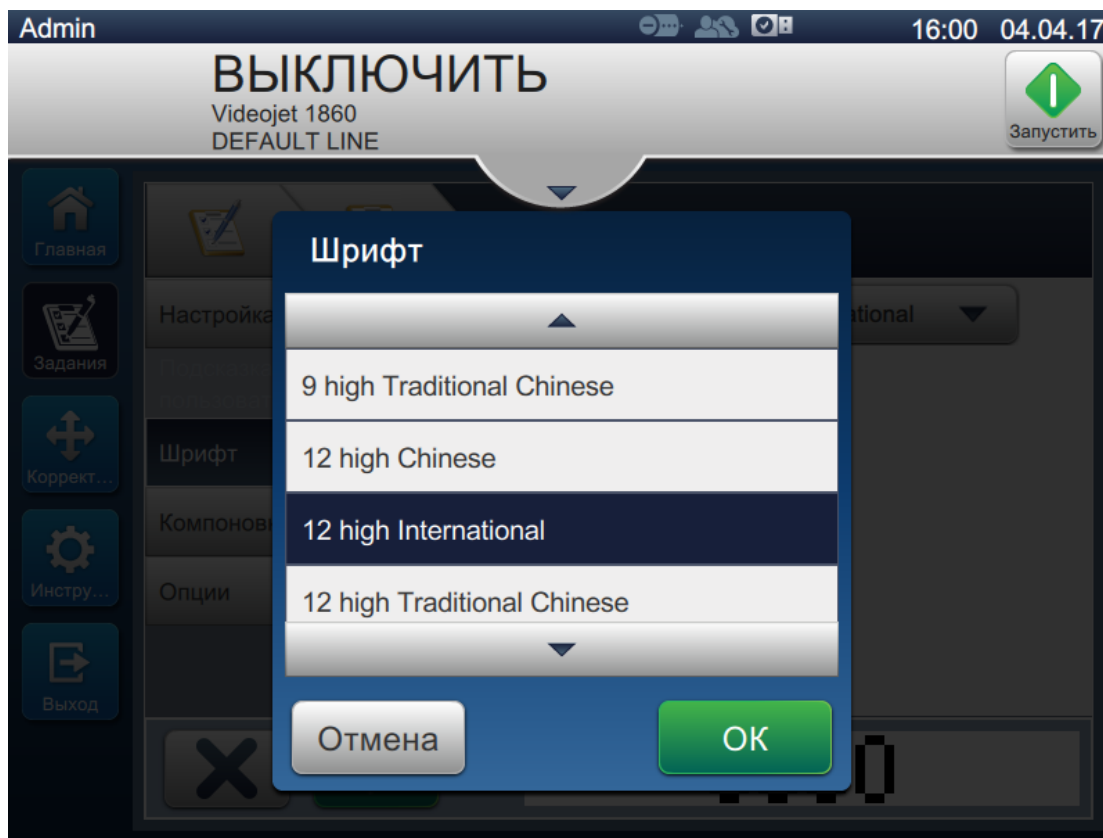 Admin
16:00 04.04.17
ВЫКЛЮЧИТЬ
Videojet 1860
DEFAULT LINE
Запустить
Главная
Шрифт
Настройка
ational
Задания
9 high Traditional Chinese
12 high Chinese
Шрифт
Коррект...
12 high International
Компонов
Инстру...
Опции
12 high Traditional Chinese
Выход
Отмена
ОК